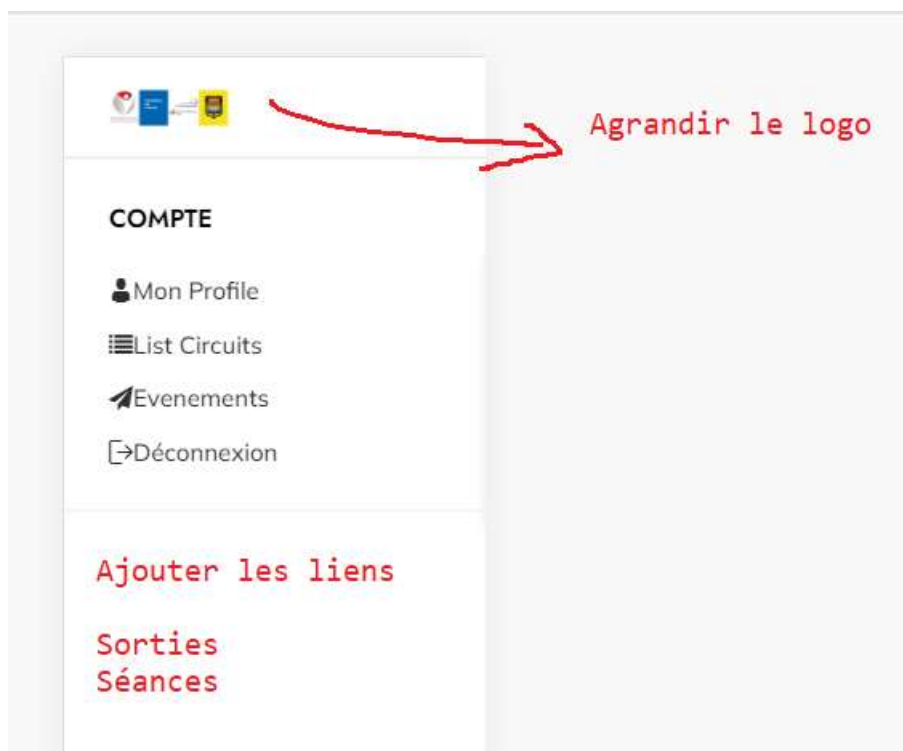 Agrandir le logo
COMPTE
Mon Profile
List Circuits
Evenements
Déconnexion
Ajouter les liens
Sorties
Séances